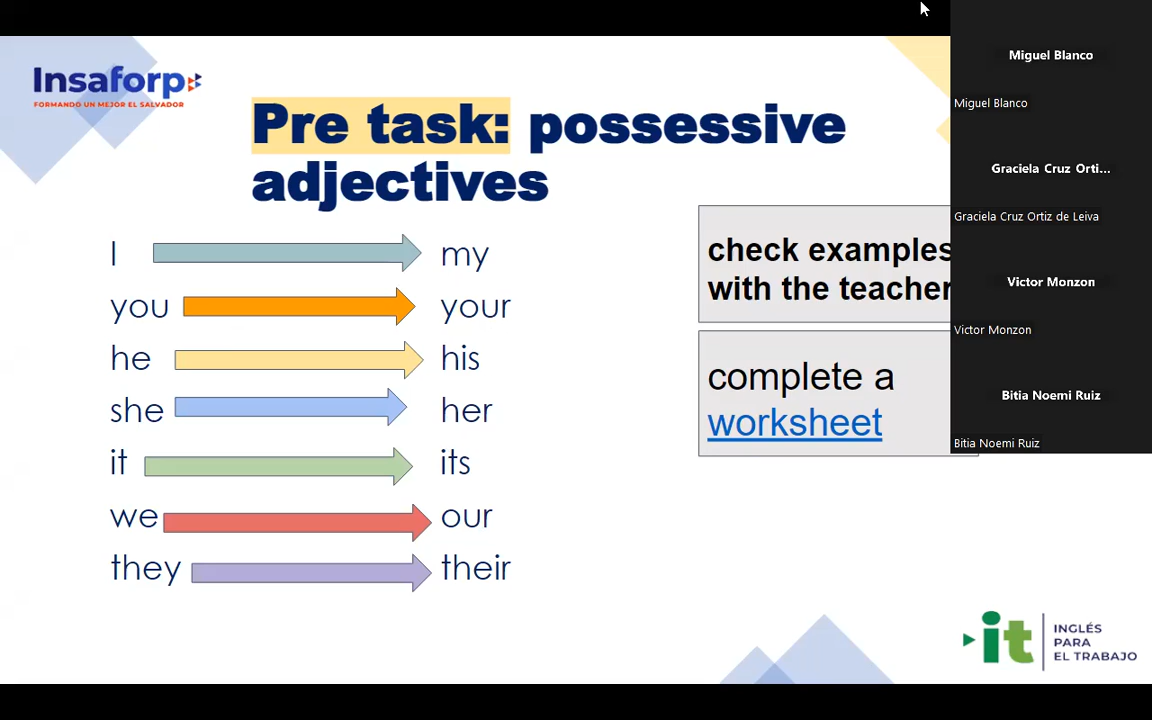 Insaforp
FORMANDO UN MEJOR EL SALVADOR
Pre task: possessive
adjectives
I my
you your
he his
she her
it its
we our
they their
check examples
with the teacher
complete a
worksheet
Miguel Blanco
Miguel Blanco
Graciela Cruz Orti...
Graciela Cruz Ortiz de Leiva
Victor Monzon
Victor Monzon
Bitia Noemi Ruiz
Bitia Noemi Ruiz
it
INGLÉS
PARA
EL TRABAJO